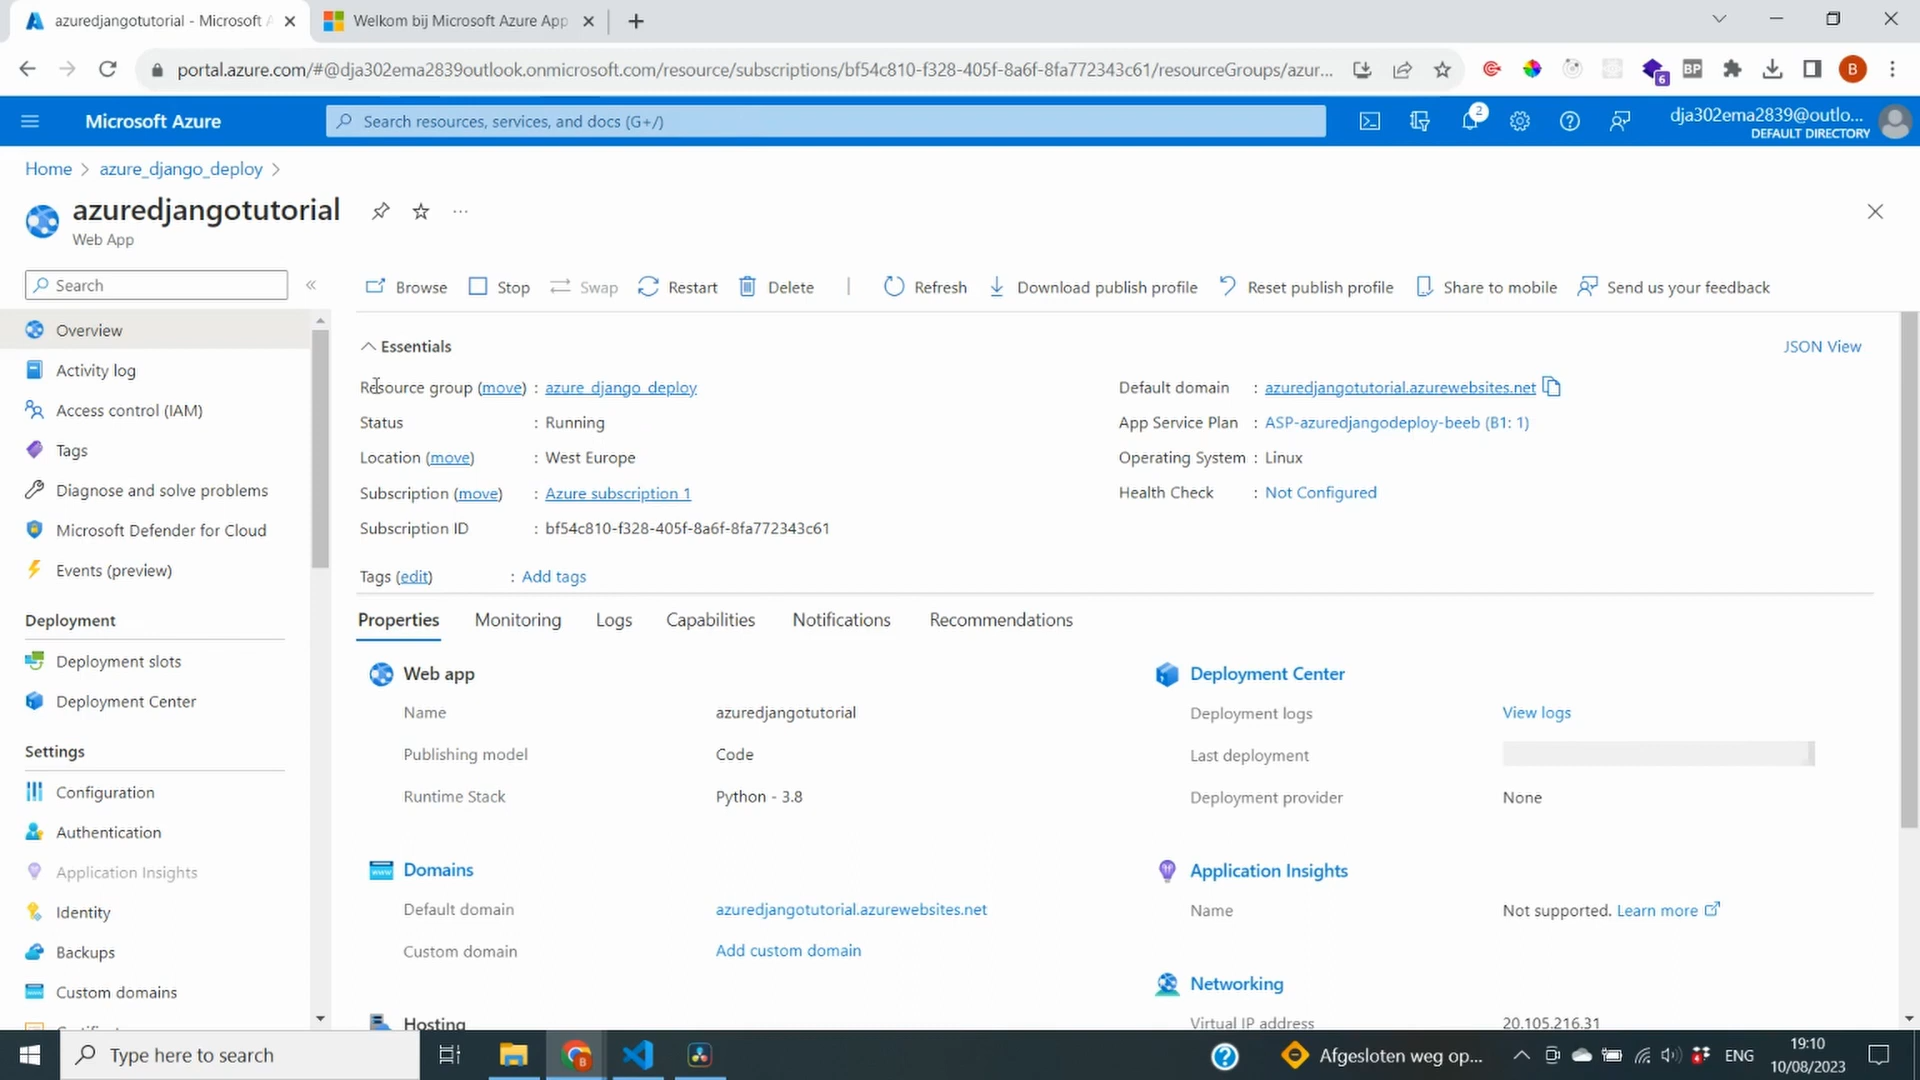 azuredjangotutorial - Microsoft A
Welkom bij Microsoft Azure App
portal.azure.com/#@dja302ema2839outlook.onmicrosoft.com/resource/subscriptions/bf54c810-f328-405f-8a6f-8fa772343c61/resourceGroups/azur...
6
BP
B
Microsoft Azure
Search resources, services, and docs (G+/)
2
dja302ema2839@outlo...
DEFAULT DIRECTORY
Home > azure_django_deploy >
azuredjangotutorial
...
Web App
Search
«
Browse Stop Swap Restart Delete | Refresh Download publish profile Reset publish profile Share to mobile Send us your feedback
Overview
Activity log
Access control (IAM)
Tags
Diagnose and solve problems
Microsoft Defender for Cloud
Events (preview)
Deployment
Deployment slots
Deployment Center
Settings
Configuration
Authentication
Application Insights
Identity
Backups
Custom domains
Essentials
JSON View
Resource group (move) : azure_django_deploy
Status : Running
Location (move) : West Europe
Subscription (move) : Azure subscription 1
Subscription ID : bf54c810-f328-405f-8a6f-8fa772343c61
Default domain : azuredjangotutorial.azurewebsites.net
App Service Plan : ASP-azuredjangodeploy-beeb (B1: 1)
Operating System : Linux
Health Check : Not Configured
Tags (edit) : Add tags
Properties Monitoring Logs Capabilities Notifications Recommendations
Web app
Name azuredjangotutorial
Publishing model Code
Runtime Stack Python - 3.8
Domains
Default domain azuredjangotutorial.azurewebsites.net
Custom domain Add custom domain
Hosting
Deployment Center
Deployment logs View logs
Last deployment
Deployment provider None
Application Insights
Name Not supported. Learn more
Networking
Virtual IP address 20.105.216.31
Type here to search
Afgesloten weg op...
ENG
19:10
10/08/2023